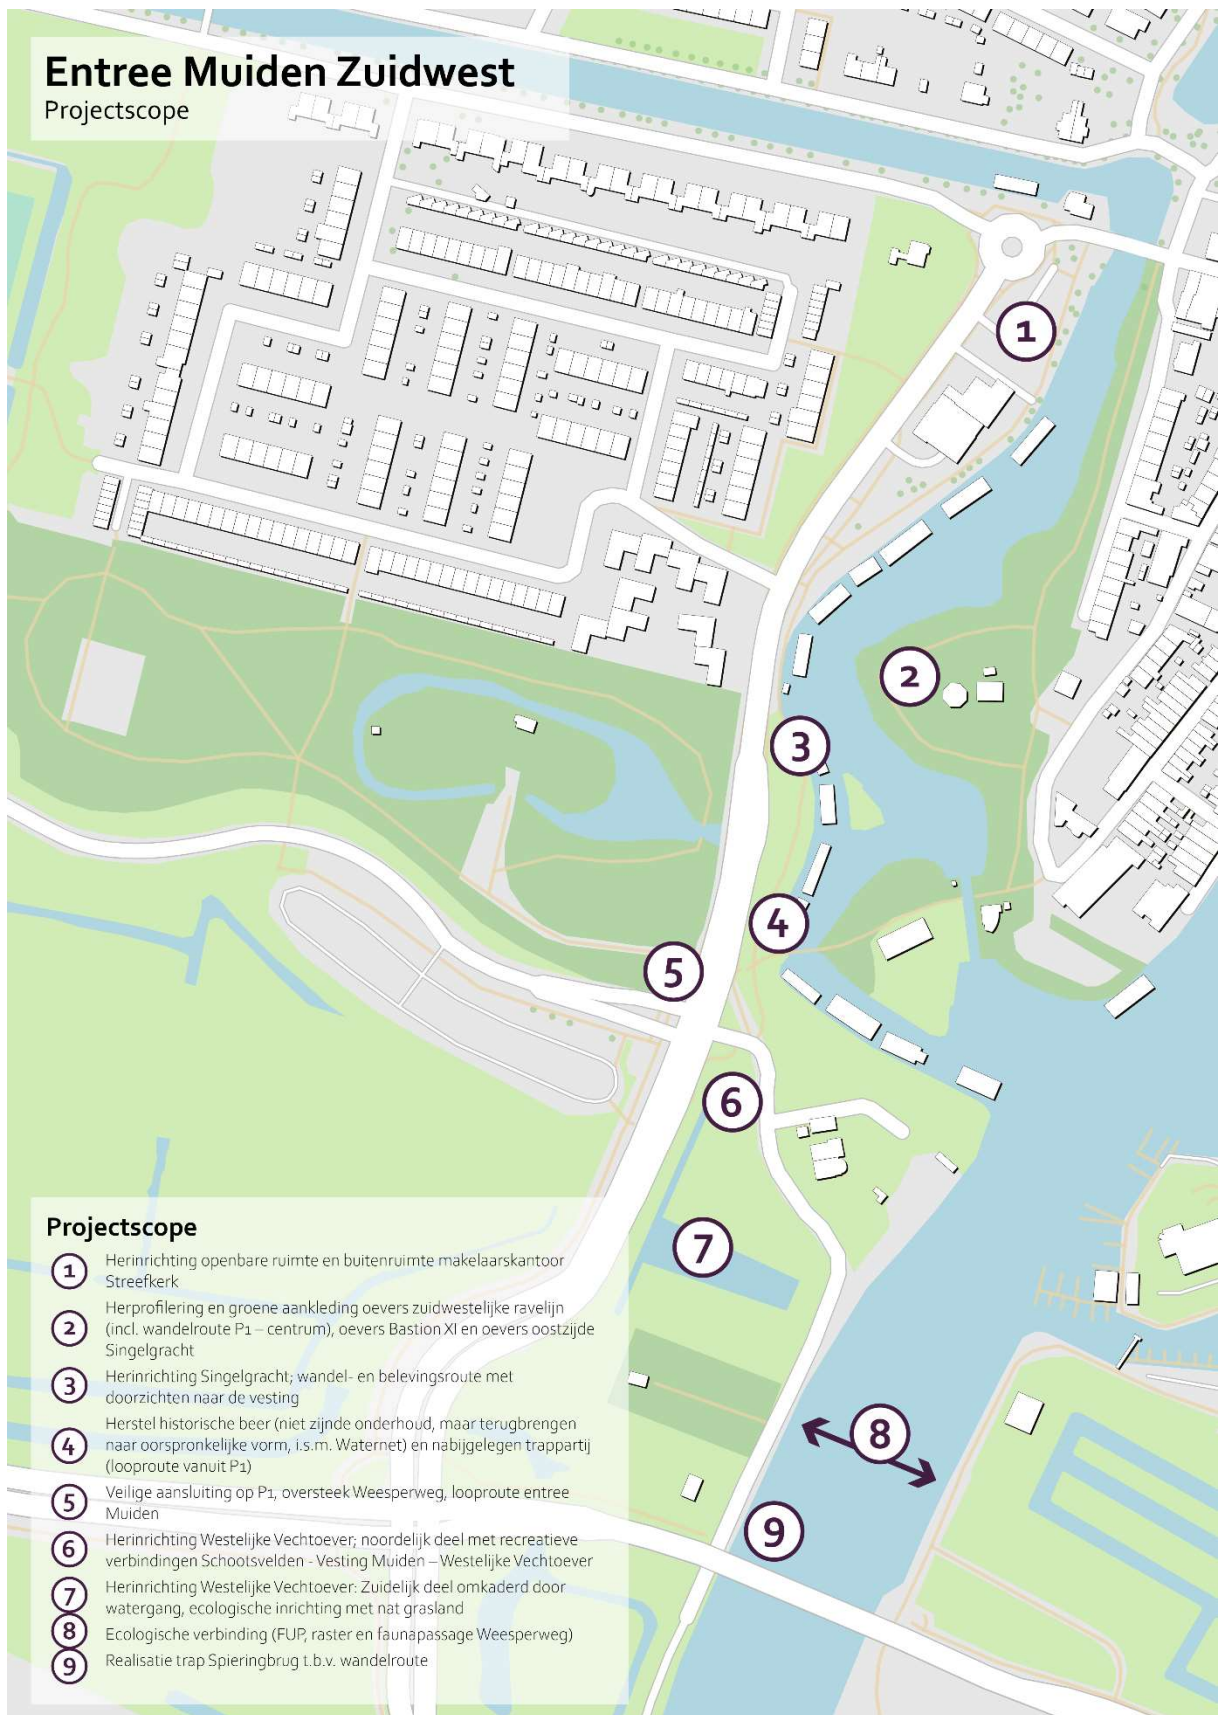 Entree Muiden Zuidwest
Projectscope
1
2
3
4
5
6
7
8
9
Projectscope
1 Herinrichting openbare ruimte en buitenruimte makelaarskantoor
Streefkerk
2 Herprofilering en groene aankleding oevers zuidwestelijke ravelijn
(incl. wandelroute P1 – centrum), oevers Bastion XI en oevers oostzijde
Singelgracht
3 Herinrichting Singelgracht; wandel- en belevingsroute met
doorzichten naar de vesting
4 Herstel historische beer (niet zijnde onderhoud, maar terugbrengen
naar oorspronkelijke vorm, i.s.m. Waternet) en nabijgelegen trappartij
(looproute vanuit P1)
5 Veilige aansluiting op P1, oversteek Weesperweg, looproute entree
Muiden
6 Herinrichting Westelijke Vechtoever; noordelijk deel met recreatieve
verbindingen Schootsvelden - Vesting Muiden – Westelijke Vechtoever
7 Herinrichting Westelijke Vechtoever: Zuidelijk deel omkaderd door
watergang, ecologische inrichting met nat grasland
8 Ecologische verbinding (FUP, raster en faunapassage Weesperweg)
9 Realisatie trap Spieringbrug t.b.v. wandelroute